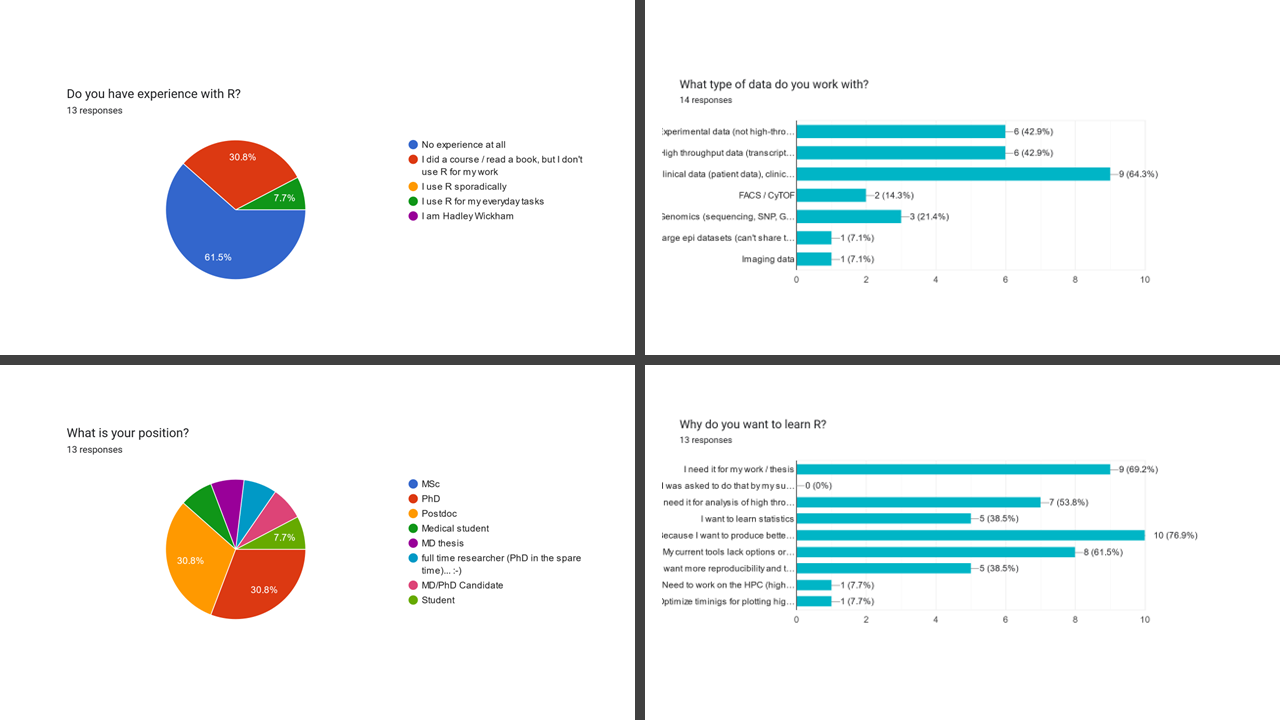 Do you have experience with R?
13 responses
30.8%
7.7%
61.5%
No experience at all
I did a course / read a book, but I don't
use R for my work
I use R sporadically
I use R for my everyday tasks
I am Hadley Wickham
What type of data do you work with?
14 responses
xperimental data (not high-thro… 6 (42.9%)
High throughput data (transcript… 6 (42.9%)
linical data (patient data), clinic… 9 (64.3%)
FACS / CyTOF 2 (14.3%)
Genomics (sequencing, SNP, G… 3 (21.4%)
arge epi datasets (can't share t… 1 (7.1%)
Imaging data 1 (7.1%)
0 2 4 6 8 10
What is your position?
13 responses
7.7%
30.8%
30.8%
MSc
PhD
Postdoc
Medical student
MD thesis
full time researcher (PhD in the spare
time)... :-)
MD/PhD Candidate
Student
Why do you want to learn R?
13 responses
I need it for my work / thesis 9 (69.2%)
I was asked to do that by my su… 0 (0%)
need it for analysis of high thro… 7 (53.8%)
I want to learn statistics 5 (38.5%)
Because I want to produce bette… 10 (76.9%)
My current tools lack options or… 8 (61.5%)
want more reproducibility and t… 5 (38.5%)
Need to work on the HPC (high… 1 (7.7%)
Optimize timinigs for plotting hig… 1 (7.7%)
0 2 4 6 8 10